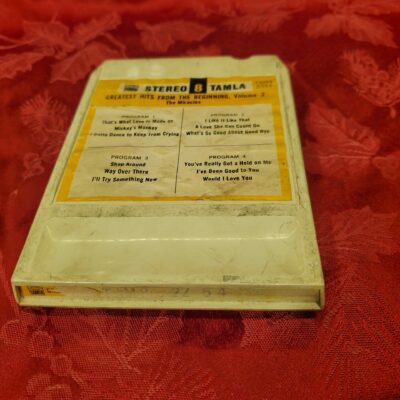 STEREO 8 TAMLA
GREATEST HITS FROM THE BEGINNING, Volume 2
The Miracles
PROGRAM 1
That's What Love Is Made Of
Mickey's Monkey
I Gotta Dance to Keep From Crying
PROGRAM 2
I Like It Like That
A Love She Can Count On
What's So Good About Good Bye
PROGRAM 3
Shop Around
Way Over There
I'll Try Something New
PROGRAM 4
You've Really Got a Hold on Me
I've Been Good to You
Would I Love You